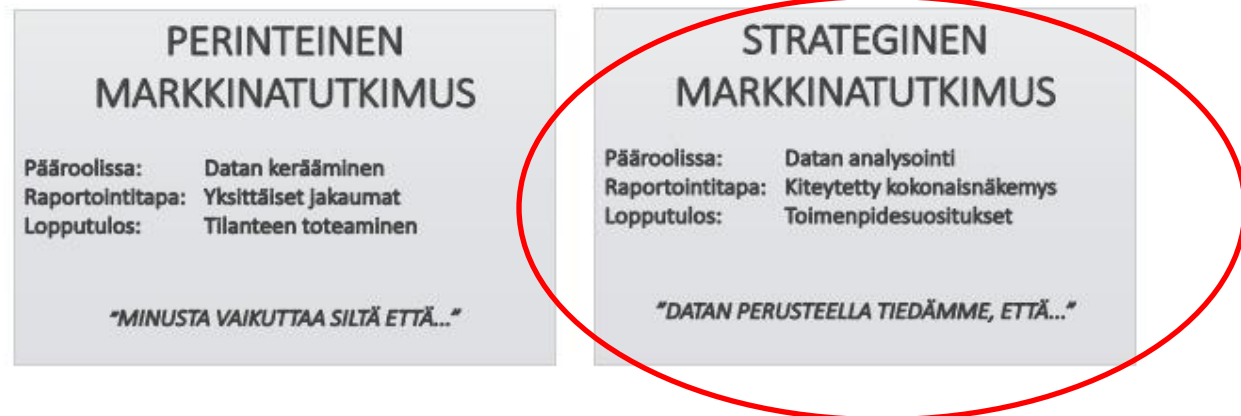 PERINTEINEN
MARKKINATUTKIMUS
Pääroolissa: Datan kerääminen
Raportointitapa: Yksittäiset jakaumat
Lopputulos: Tilanteen toteaminen
"MINUSTA VAIKUTTAA SILTÄ ETTÄ..."
STRATEGINEN
MARKKINATUTKIMUS
Pääroolissa: Datan analysointi
Raportointitapa: Kiteytetty kokonaisnäkemys
Lopputulos: Toimenpidesuositukset
"DATAN PERUSTEELLA TIEDÄMME, ETTÄ..."